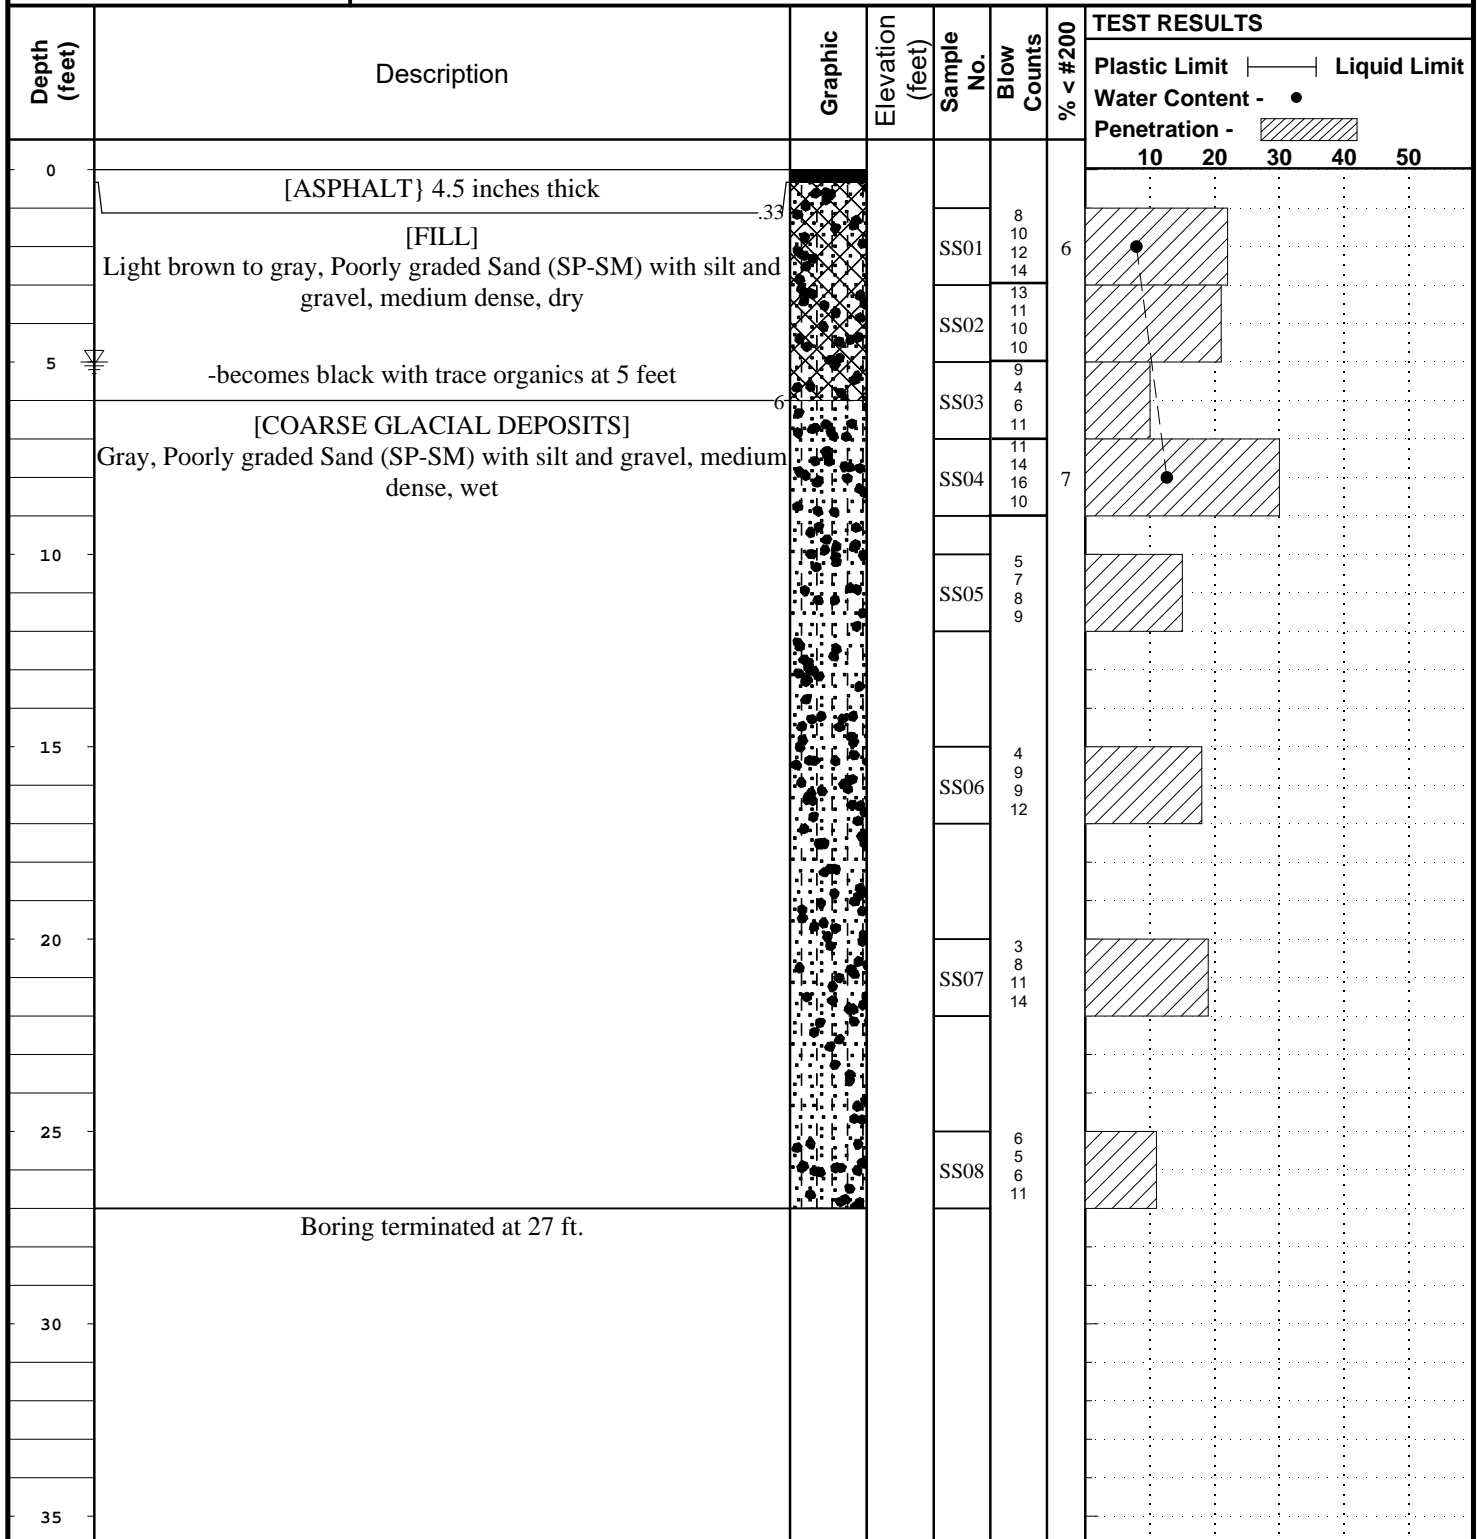 Depth (feet)
Description
Graphic
Elevation (feet)
Sample No.
Blow Counts
% < #200
TEST RESULTS
Plastic Limit Liquid Limit
Water Content -
Penetration -
10 20 30 40 50
0
[ASPHALT} 4.5 inches thick
.33
[FILL]
Light brown to gray, Poorly graded Sand (SP-SM) with silt and
gravel, medium dense, dry
SS01
8
10
12
14
6
SS02
13
11
10
10
5
-becomes black with trace organics at 5 feet
6
SS03
9
4
6
11
[COARSE GLACIAL DEPOSITS]
Gray, Poorly graded Sand (SP-SM) with silt and gravel, medium
dense, wet
SS04
11
14
16
10
7
10
SS05
5
7
8
9
15
SS06
4
9
9
12
20
SS07
3
8
11
14
25
SS08
6
5
6
11
Boring terminated at 27 ft.
30
35